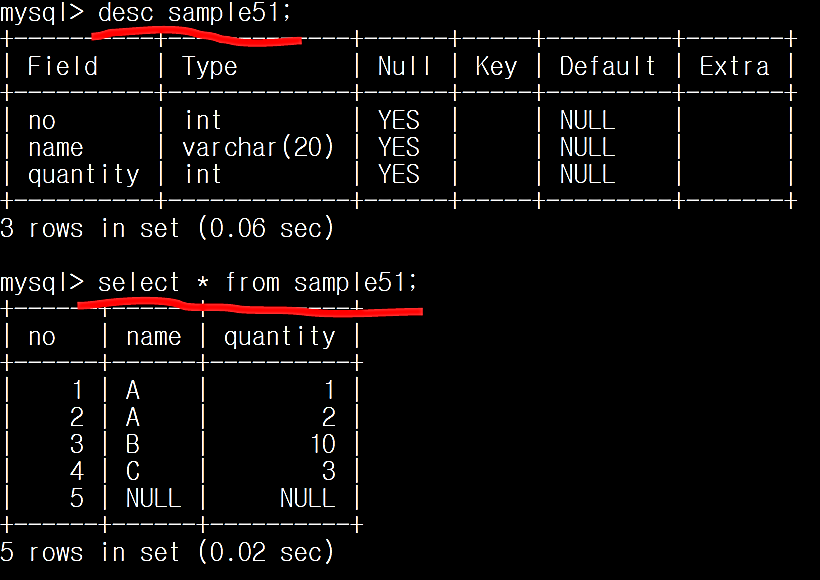 mysql> desc sample51;
+----------+-------------+------+-----+---------+-------+
| Field    | Type        | Null | Key | Default | Extra |
+----------+-------------+------+-----+---------+-------+
| no       | int         | YES  |     | NULL    |       |
| name     | varchar(20) | YES  |     | NULL    |       |
| quantity | int         | YES  |     | NULL    |       |
+----------+-------------+------+-----+---------+-------+
3 rows in set (0.06 sec)
mysql> select * from sample51;
+------+------+----------+
| no   | name | quantity |
+------+------+----------+
|    1 | A    |        1 |
|    2 | A    |        2 |
|    3 | B    |       10 |
|    4 | C    |        3 |
|    5 | NULL |     NULL |
+------+------+----------+
5 rows in set (0.02 sec)